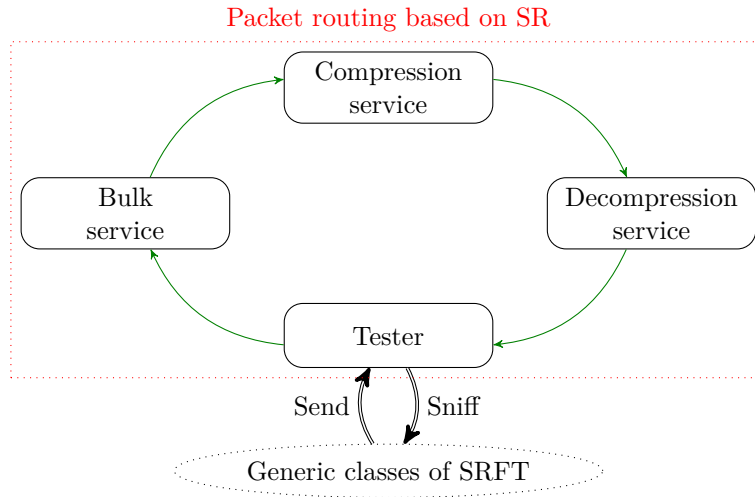 Packet routing based on SR
Compression
service
Bulk
service
Decompression
service
Tester
Send
Sniff
Generic classes of SRFT